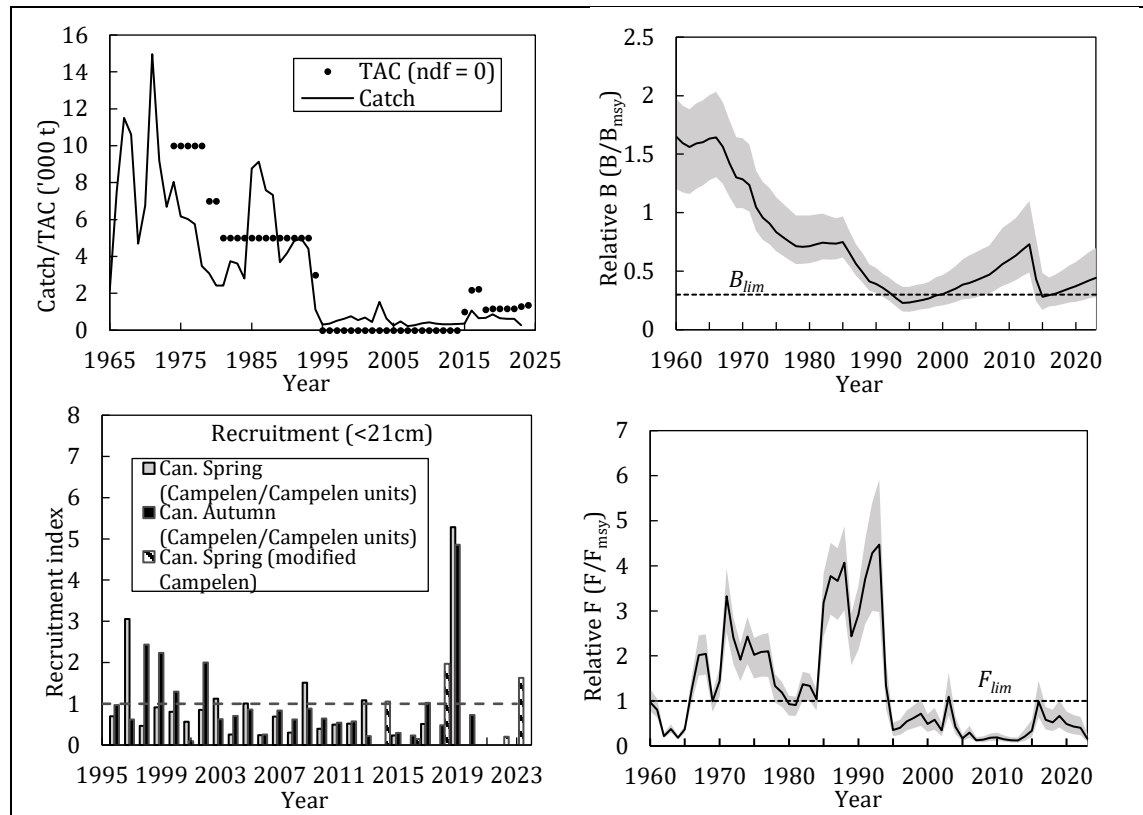 16
14
12
10
8
6
4
2
0
Catch/TAC ('000 t)
TAC (ndf = 0)
Catch
1965 1975 1985 1995 2005 2015 2025
Year
2.5
2
1.5
1
0.5
0
Relative B (B/Bmsy)
Blim
1960 1970 1980 1990 2000 2010 2020
Year
8
7
6
5
4
3
2
1
0
Recruitment index
Recruitment (<21cm)
Can. Spring
(Campelen/Campelen units)
Can. Autumn
(Campelen/Campelen units)
Can. Spring (modified
Campelen)
1995 1999 2003 2007 2011 2015 2019 2023
Year
7
6
5
4
3
2
1
0
Relative F (F/Fmsy)
Flim
1960 1970 1980 1990 2000 2010 2020
Year